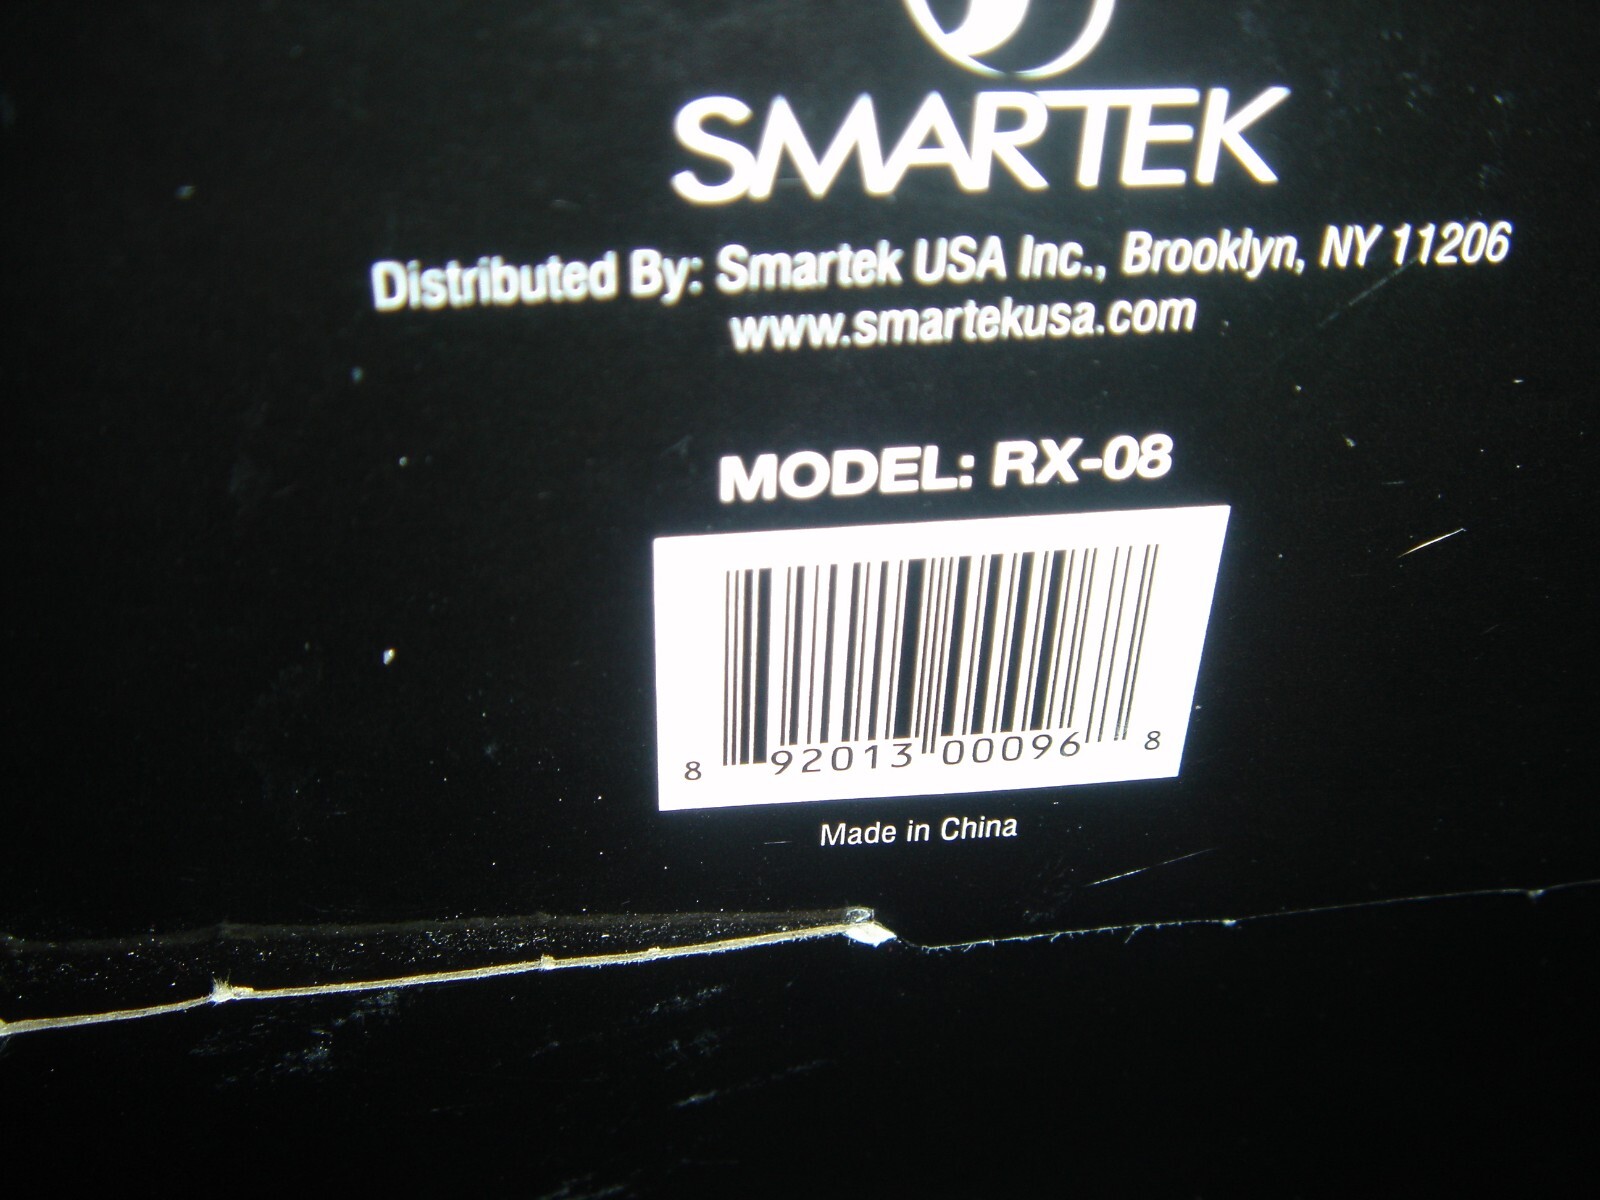 SMARTEK
Distributed By: Smartek USA Inc., Brooklyn, NY 11206
www.smartekusa.com
MODEL: RX-08
8 92013 00096 8
Made in China